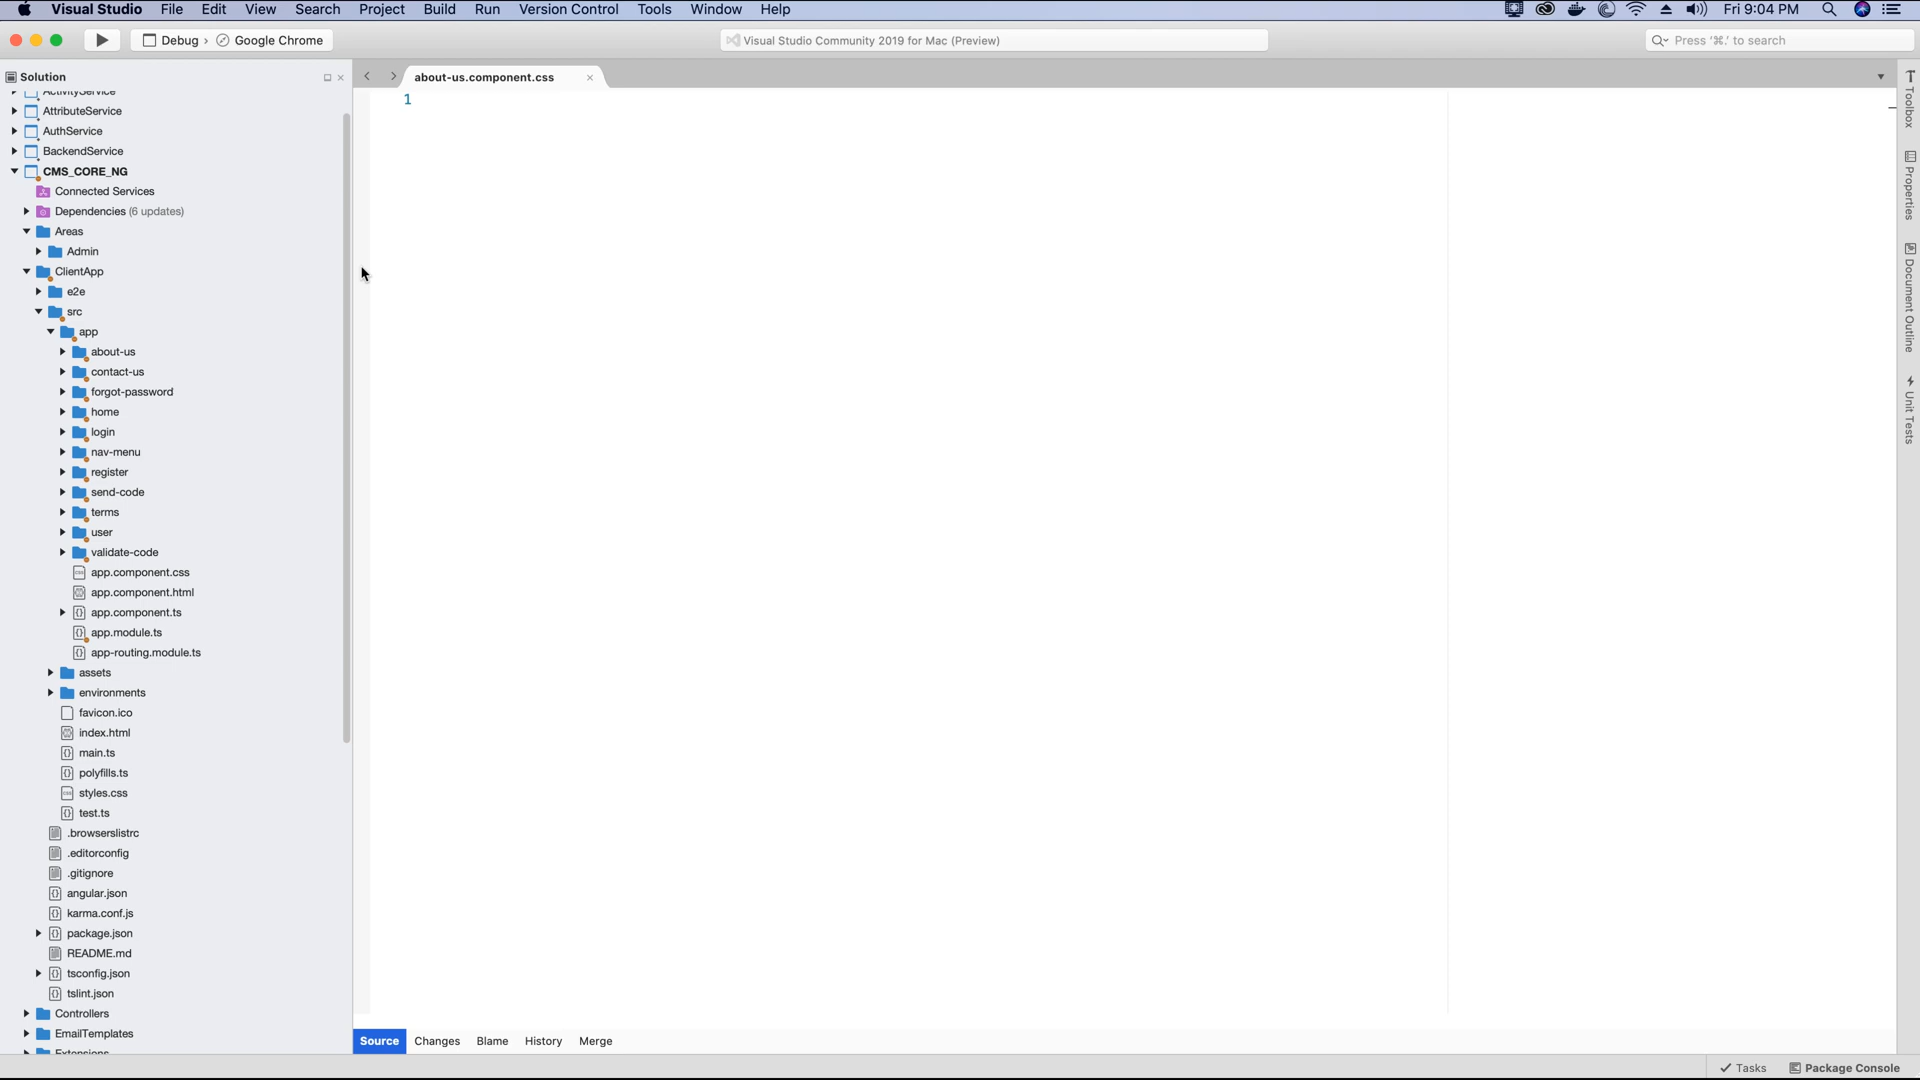 Visual Studio File Edit View Search Project Build Run Version Control Tools Window Help Fri 9:04 PM
Debug › Google Chrome Visual Studio Community 2019 for Mac (Preview) Press '⌘.' to search
Solution
about-us.component.css
1
ActivityService
AttributeService
AuthService
BackendService
CMS_CORE_NG
Connected Services
Dependencies (6 updates)
Areas
Admin
ClientApp
e2e
src
app
about-us
contact-us
forgot-password
home
login
nav-menu
register
send-code
terms
user
validate-code
app.component.css
app.component.html
app.component.ts
app.module.ts
app-routing.module.ts
assets
environments
favicon.ico
index.html
main.ts
polyfills.ts
styles.css
test.ts
.browserslistrc
.editorconfig
.gitignore
angular.json
karma.conf.js
package.json
README.md
tsconfig.json
tslint.json
Controllers
EmailTemplates
Extensions
Toolbox
Properties
Document Outline
Unit Tests
Source Changes Blame History Merge
Tasks Package Console